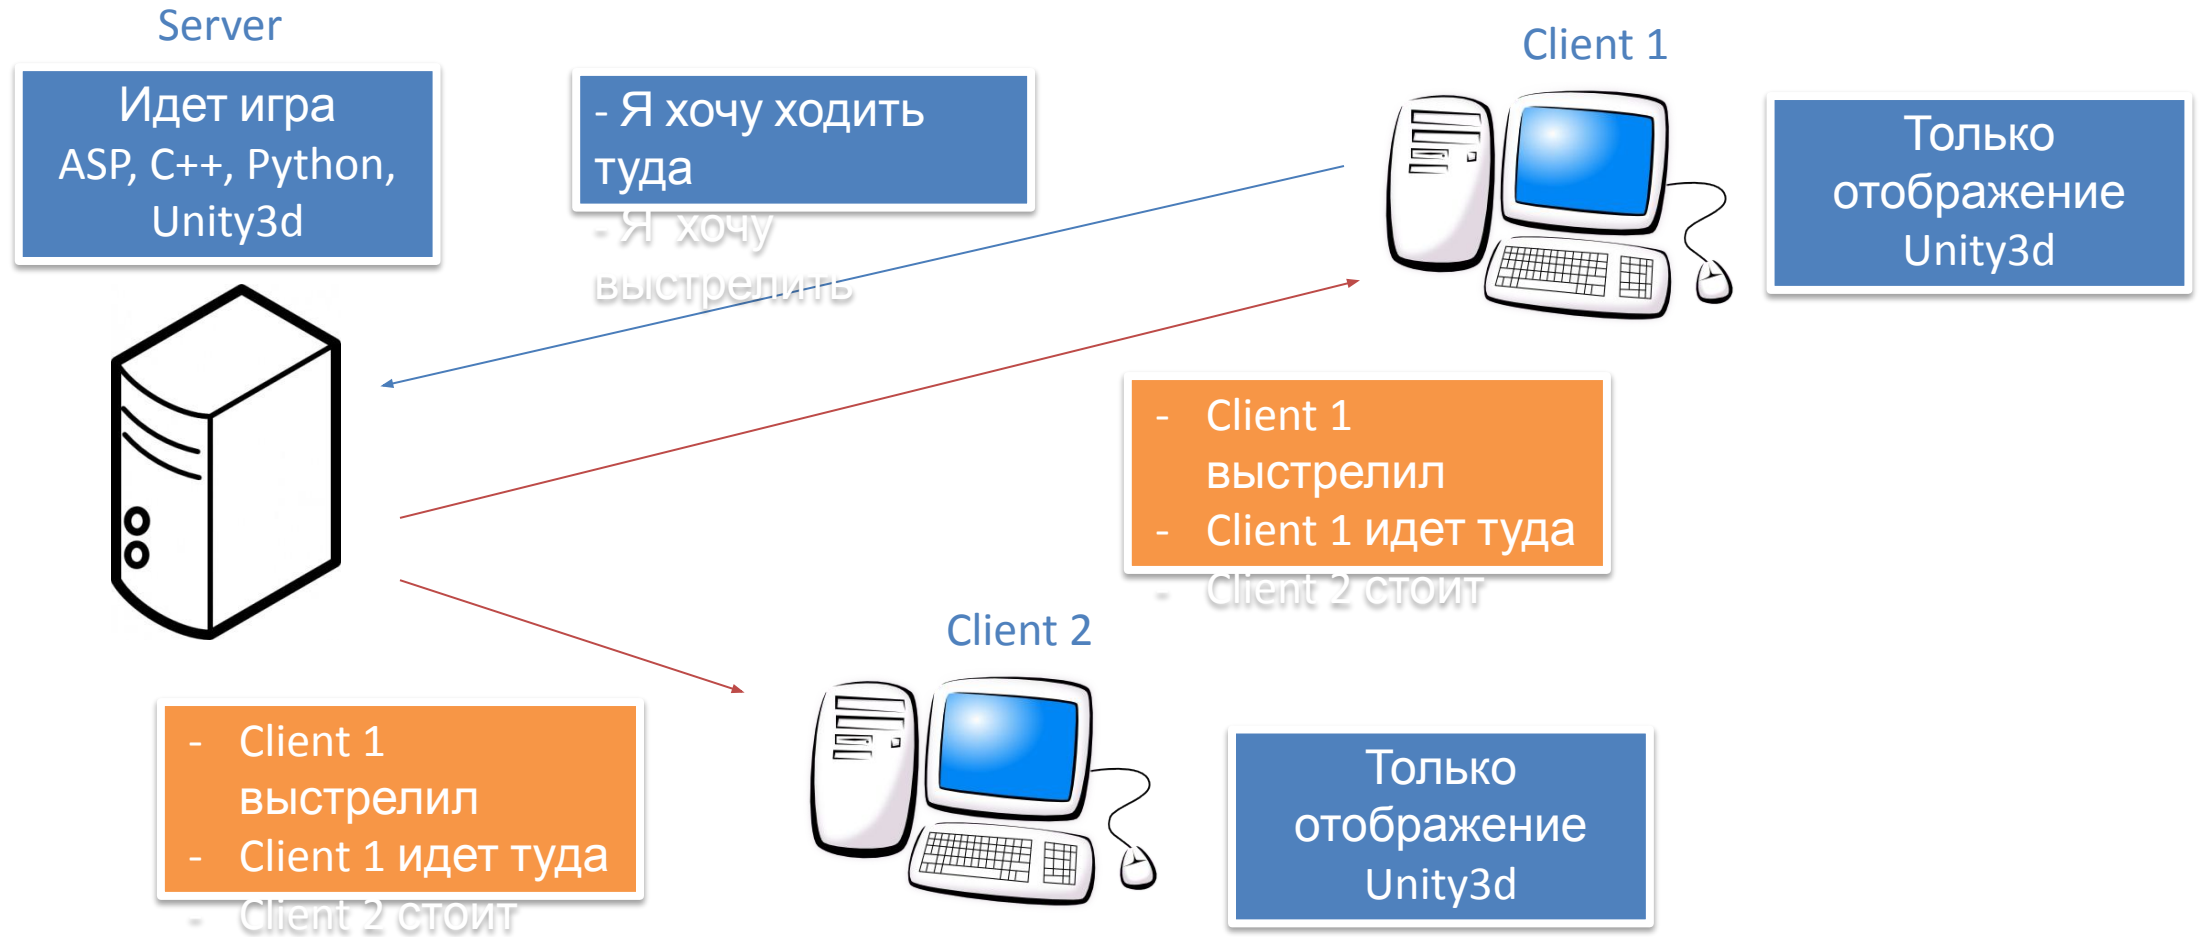 Server
Идет игра
ASP, C++, Python,
Unity3d
- Я хочу ходить
туда
- Я хочу
выстрелить
Client 1
Только
отображение
Unity3d
- Client 1
выстрелил
- Client 1 идет туда
- Client 2 стоит
Client 2
- Client 1
выстрелил
- Client 1 идет туда
- Client 2 стоит
Только
отображение
Unity3d